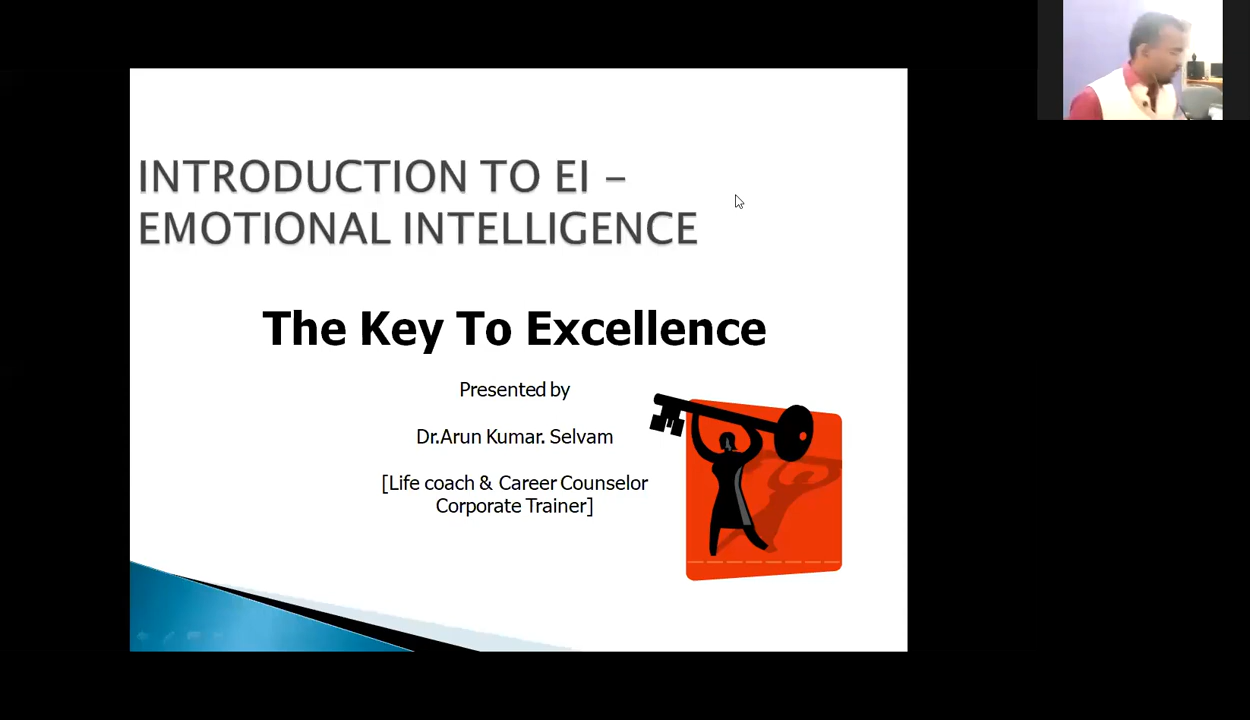 INTRODUCTION TO EI –
EMOTIONAL INTELLIGENCE
The Key To Excellence
Presented by
Dr.Arun Kumar. Selvam
[Life coach & Career Counselor
Corporate Trainer]